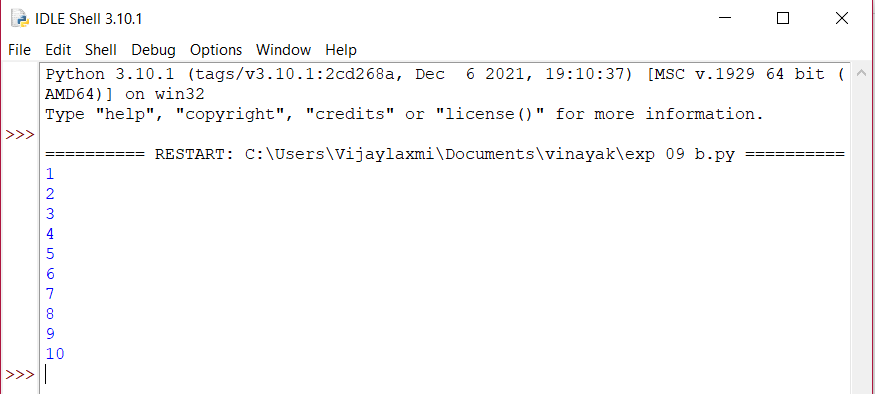 IDLE Shell 3.10.1
File Edit Shell Debug Options Window Help
Python 3.10.1 (tags/v3.10.1:2cd268a, Dec  6 2021, 19:10:37) [MSC v.1929 64 bit (
AMD64)] on win32
Type "help", "copyright", "credits" or "license()" for more information.
>>>
========== RESTART: C:\Users\Vijaylaxmi\Documents\vinayak\exp 09 b.py ==========
1
2
3
4
5
6
7
8
9
10
>>>